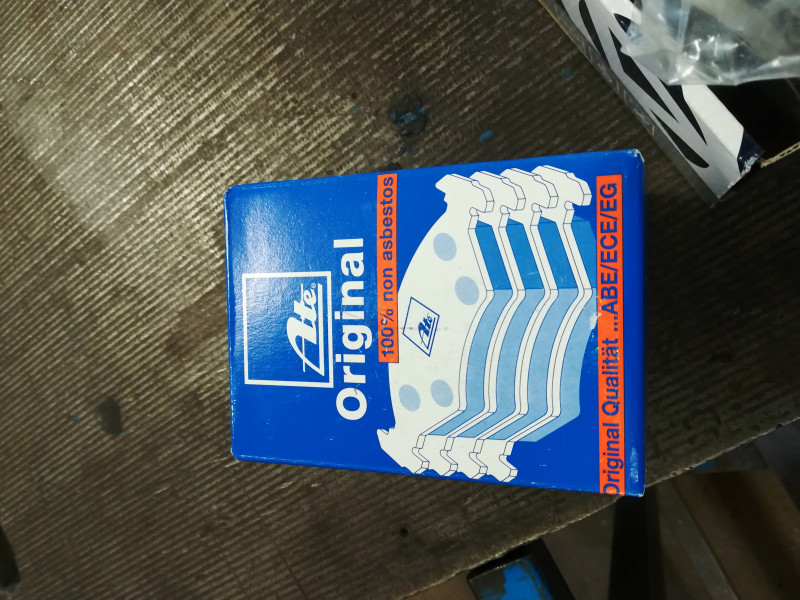 Ate
Original
100% non asbestos
Ate
Original Qualität ...ABE/ECE/EG